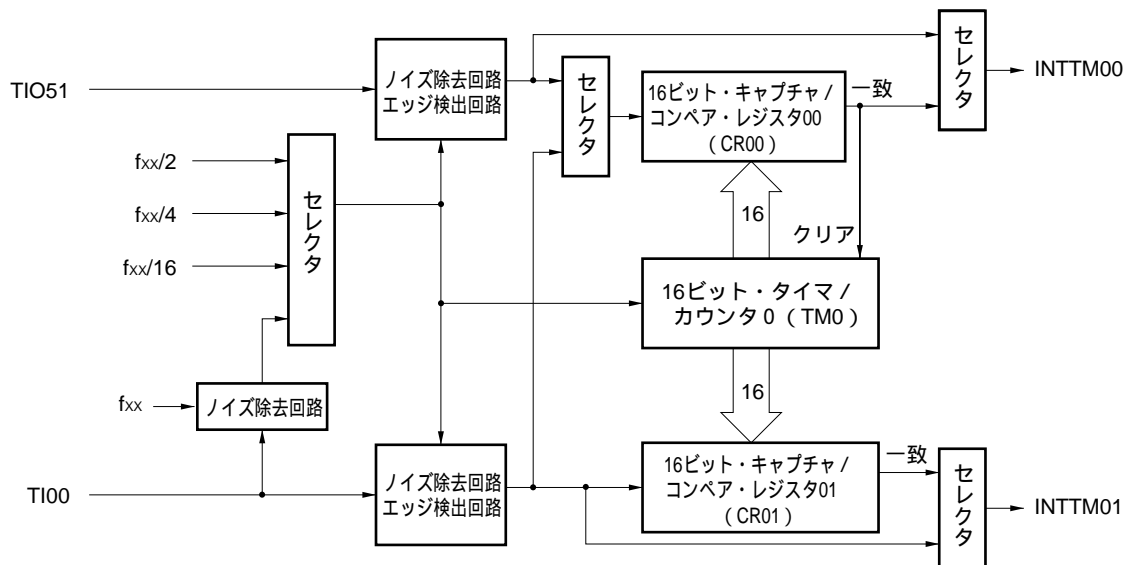 TIO51
ノイズ除去回路
エッジ検出回路
セレクタ
16ビット・キャプチャ/
コンペア・レジスタ00
(CR00)
一致
セレクタ
INTTM00
fxx/2
fxx/4
fxx/16
セレクタ
16
クリア
16ビット・タイマ/
カウンタ0(TM0)
16
fxx
ノイズ除去回路
TI00
ノイズ除去回路
エッジ検出回路
16ビット・キャプチャ/
コンペア・レジスタ01
(CR01)
一致
セレクタ
INTTM01